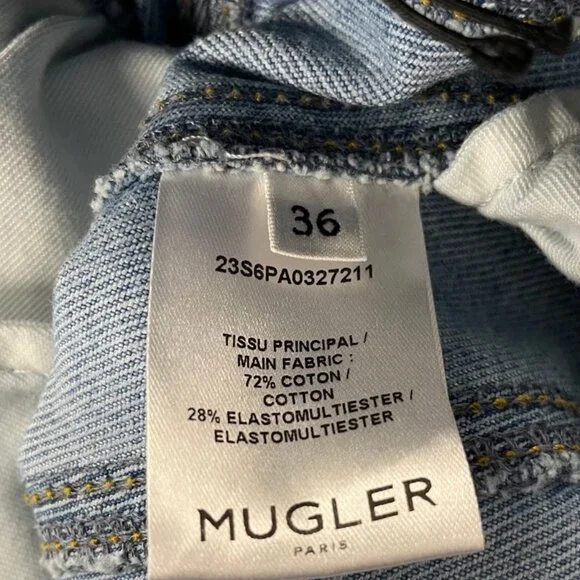 36
23S6PA0327211
TISSU PRINCIPAL /
MAIN FABRIC :
72% COTON /
COTTON
28% ELASTOMULTIESTER /
ELASTOMULTIESTER
MUGLER
PARIS